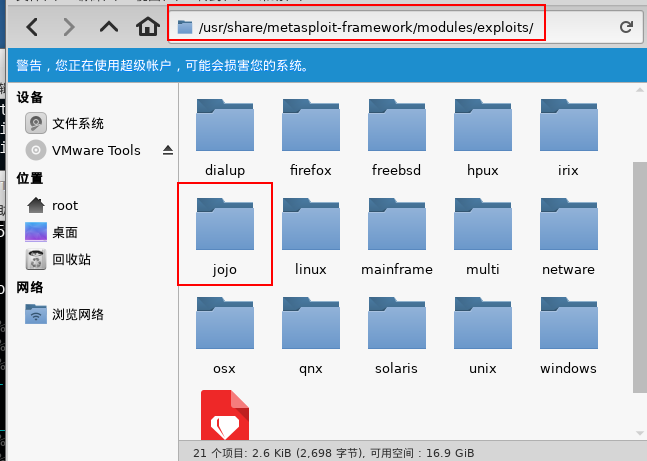 /usr/share/metasploit-framework/modules/exploits/
警告，您正在使用超级帐户，可能会损害您的系统。
设备
文件系统
VMware Tools
位置
root
桌面
回收站
网络
浏览网络
dialup firefox freebsd hpux irix
jojo linux mainframe multi netware
osx qnx solaris unix windows
21 个项目: 2.6 KiB (2,698 字节), 可用空间 : 16.9 GiB